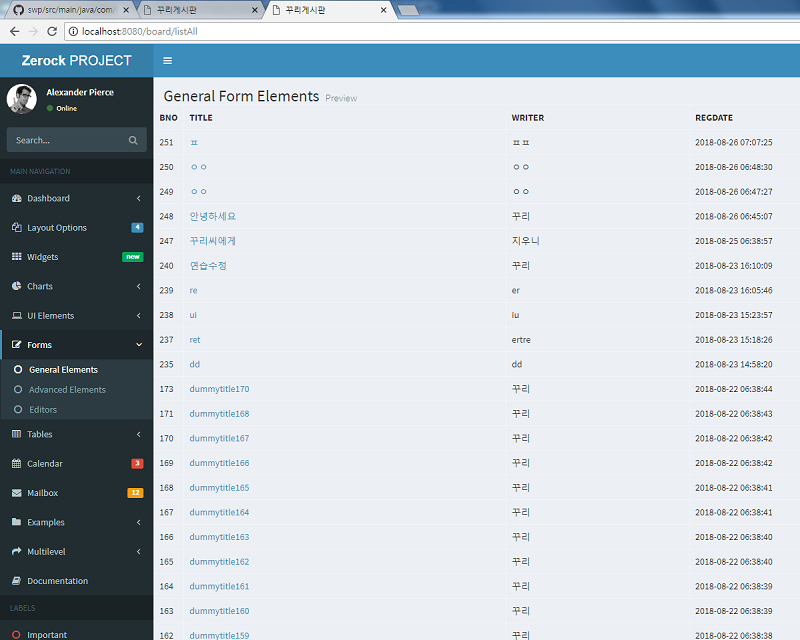 swp/src/main/java/com/
꾸리게시판
꾸리게시판
localhost:8080/board/listAll
Zerock PROJECT
Alexander Pierce
Online
Search...
MAIN NAVIGATION
Dashboard
Layout Options 4
Widgets new
Charts
UI Elements
Forms
General Elements
Advanced Elements
Editors
Tables
Calendar 3
Mailbox 12
Examples
Multilevel
Documentation
LABELS
Important
General Form Elements Preview
BNO TITLE WRITER REGDATE
251 ㅍ ㅍㅍ 2018-08-26 07:07:25
250 ㅇㅇ ㅇㅇ 2018-08-26 06:48:30
249 ㅇㅇ ㅇㅇ 2018-08-26 06:47:27
248 안녕하세요 꾸리 2018-08-26 06:45:07
247 꾸리씨에게 지우니 2018-08-25 06:38:57
240 연습수정 꾸리 2018-08-23 16:10:09
239 re er 2018-08-23 16:05:46
238 ui iu 2018-08-23 15:23:57
237 ret ertre 2018-08-23 15:18:26
235 dd dd 2018-08-23 14:58:20
173 dummytitle170 꾸리 2018-08-22 06:38:44
171 dummytitle168 꾸리 2018-08-22 06:38:43
170 dummytitle167 꾸리 2018-08-22 06:38:42
169 dummytitle166 꾸리 2018-08-22 06:38:42
168 dummytitle165 꾸리 2018-08-22 06:38:41
167 dummytitle164 꾸리 2018-08-22 06:38:41
166 dummytitle163 꾸리 2018-08-22 06:38:40
165 dummytitle162 꾸리 2018-08-22 06:38:40
164 dummytitle161 꾸리 2018-08-22 06:38:39
163 dummytitle160 꾸리 2018-08-22 06:38:39
162 dummytitle159 꾸리 2018-08-22 06:38:38